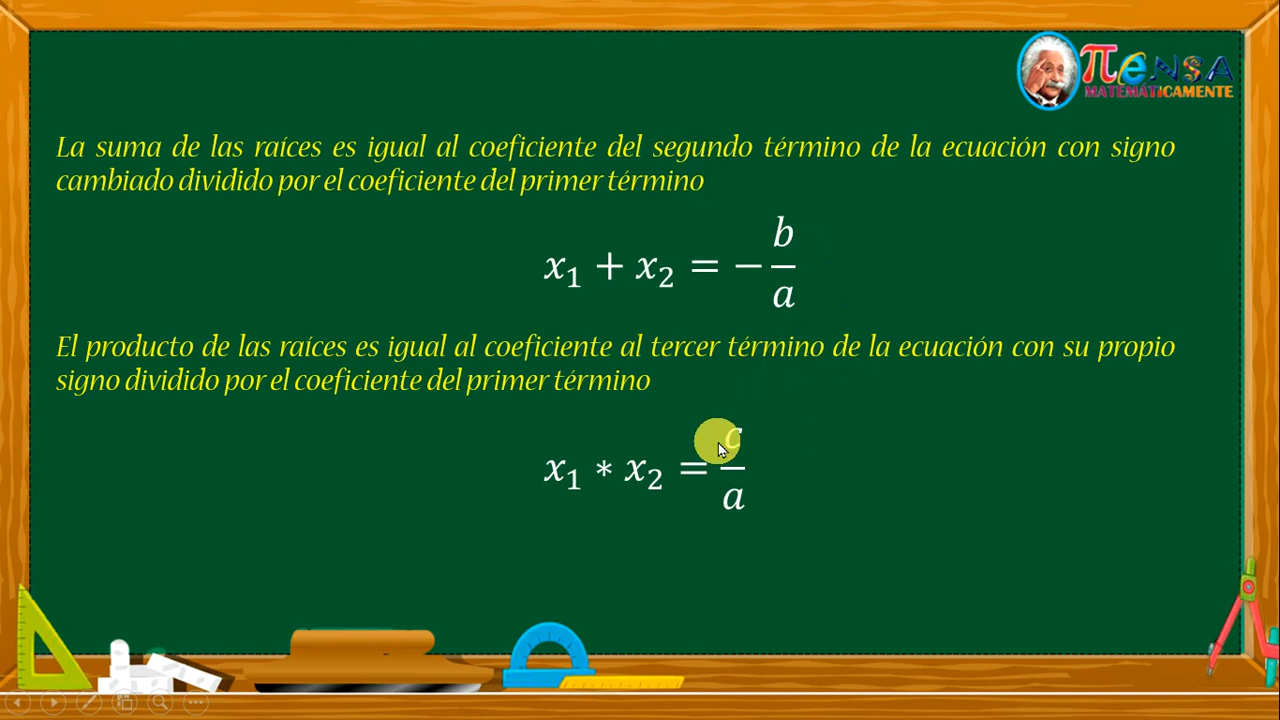 πeNSA
MATEMÁTICAMENTE
La suma de las raíces es igual al coeficiente del segundo término de la ecuación con signo
cambiado dividido por el coeficiente del primer término
x₁ + x₂ = − b/a
El producto de las raíces es igual al coeficiente al tercer término de la ecuación con su propio
signo dividido por el coeficiente del primer término
x₁ ∗ x₂ = c/a